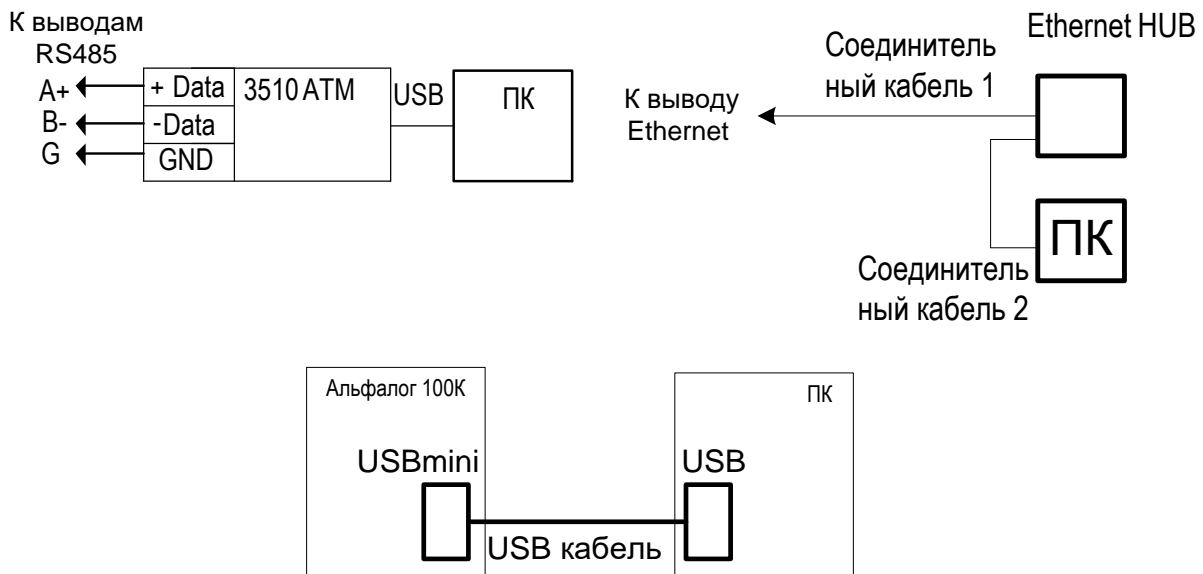 К выводам
RS485
A+
B-
G
+ Data
-Data
GND
3510 ATM
USB
ПК
К выводу
Ethernet
Соединитель
ный кабель 1
Ethernet HUB
ПК
Соединитель
ный кабель 2
Альфалог 100К
USBmini
USB кабель
ПК
USB